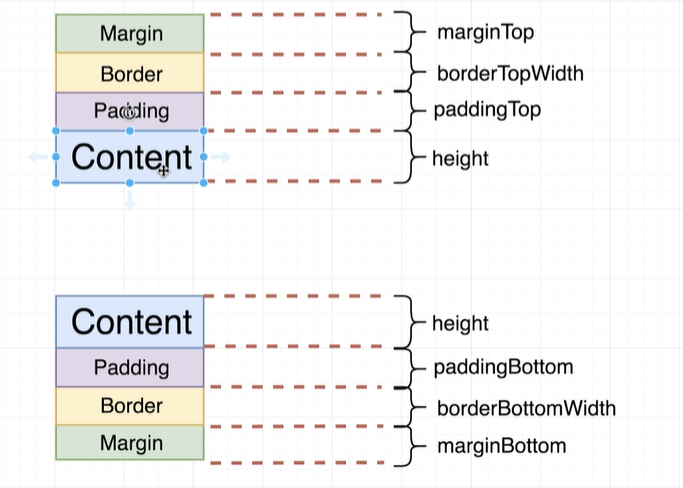 Margin marginTop
Border borderTopWidth
Padding paddingTop
Content height
Content height
Padding paddingBottom
Border borderBottomWidth
Margin marginBottom